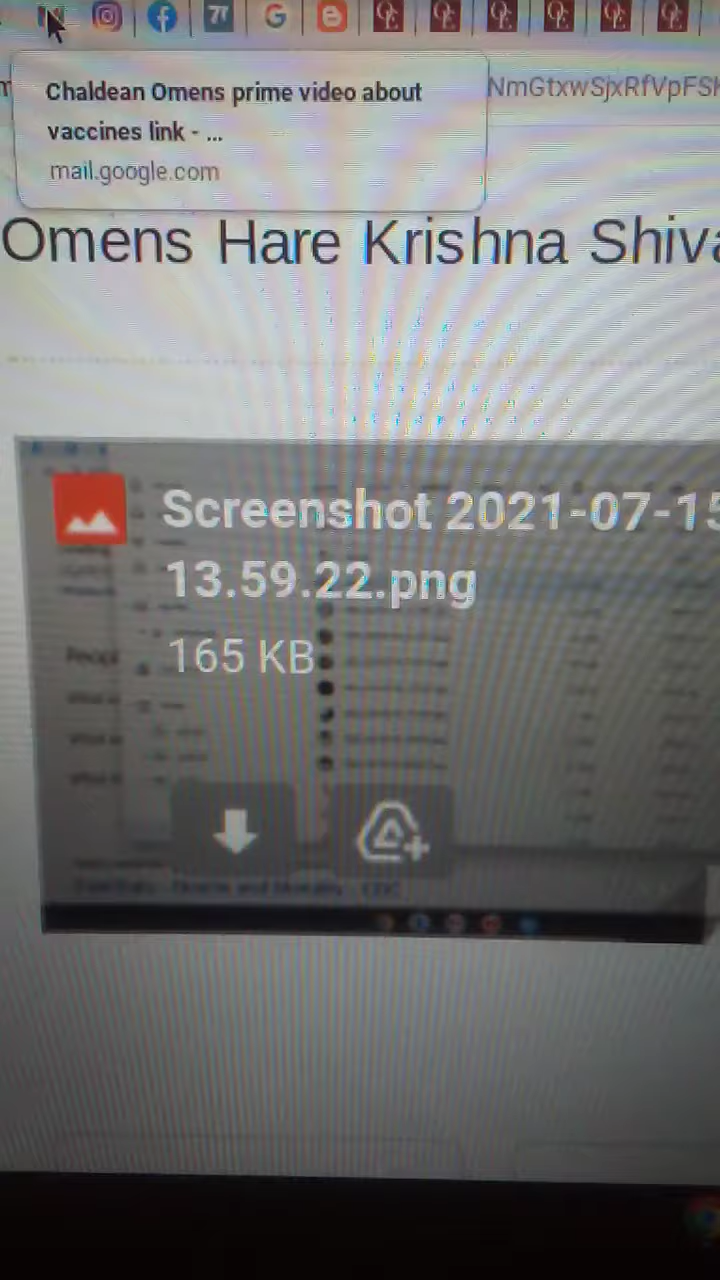 Chaldean Omens prime video about
vaccines link - ...
mail.google.com
NmGtxwSjxRfVpFS
Omens Hare Krishna Shiva
Screenshot 2021-07-15
13.59.22.png
165 KB